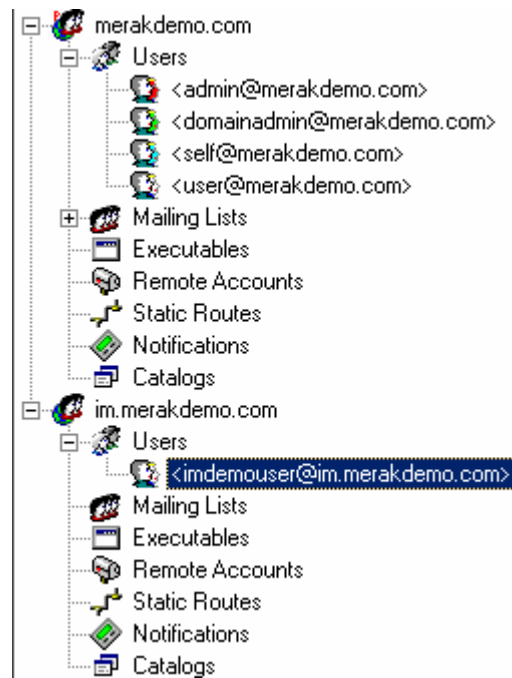 merakdemo.com
Users
<admin@merakdemo.com>
<domainadmin@merakdemo.com>
<self@merakdemo.com>
<user@merakdemo.com>
Mailing Lists
Executables
Remote Accounts
Static Routes
Notifications
Catalogs
im.merakdemo.com
Users
<imdemouser@im.merakdemo.com>
Mailing Lists
Executables
Remote Accounts
Static Routes
Notifications
Catalogs